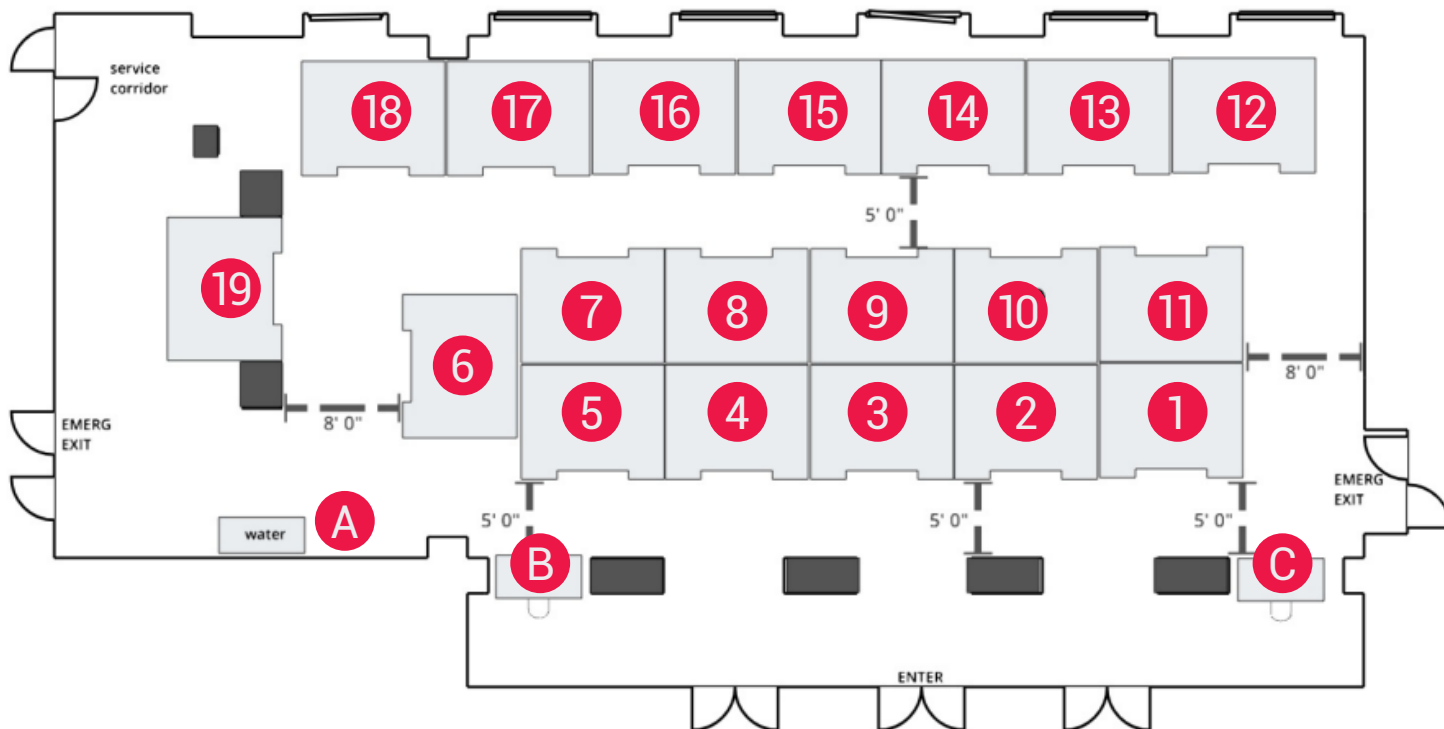 service
corridor
18
17
16
15
14
13
12
5' 0"
19
7
8
9
10
11
6
8' 0"
5
4
3
2
1
8' 0"
EMERG
EXIT
EMERG
EXIT
water
A
5' 0"
5' 0"
5' 0"
B
C
ENTER